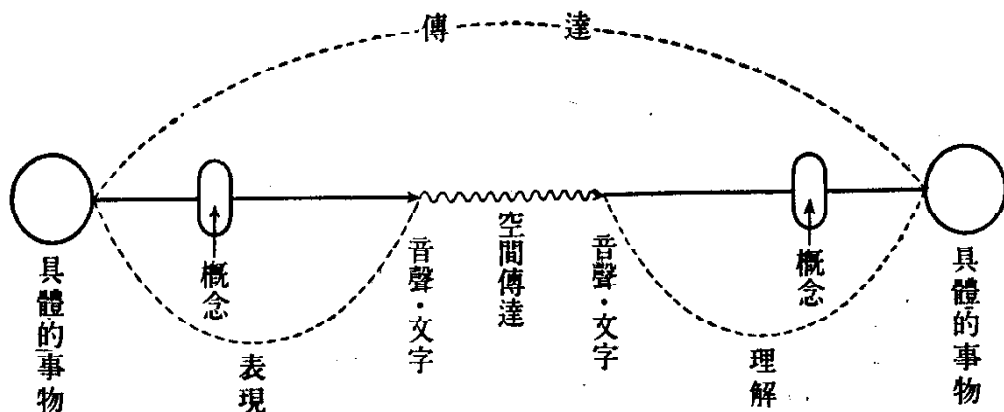 傳達
具體的事物
概念
表現
音聲・文字
空間傳達
音聲・文字
理解
概念
具體的事物